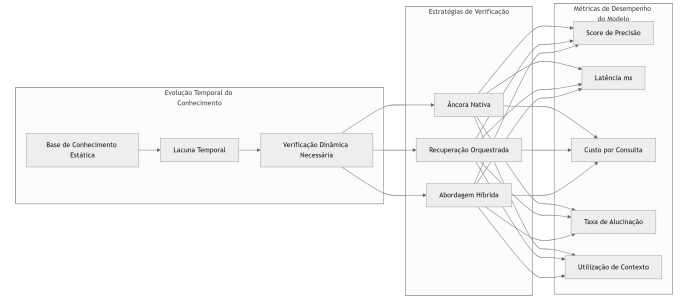 Evolução Temporal do
Conhecimento
Base de Conhecimento
Estática
Lacuna Temporal
Verificação Dinâmica
Necessária
Estratégias de Verificação
Âncora Nativa
Recuperação Orquestrada
Abordagem Híbrida
Métricas de Desempenho
do Modelo
Score de Precisão
Latência ms
Custo por Consulta
Taxa de Alucinação
Utilização de Contexto